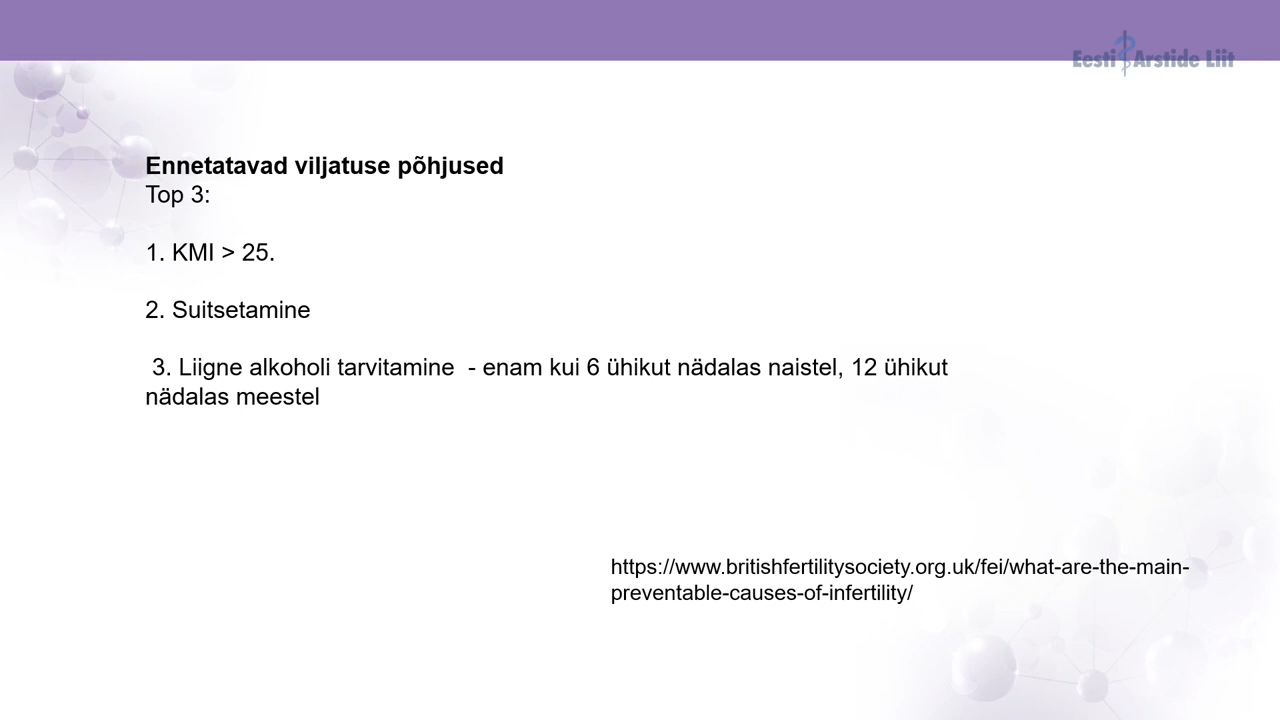 Eesti Arstide Liit
Ennetatavad viljatuse põhjused
Top 3:
1. KMI > 25.
2. Suitsetamine
3. Liigne alkoholi tarvitamine  - enam kui 6 ühikut nädalas naistel, 12 ühikut
nädalas meestel
https://www.britishfertilitysociety.org.uk/fei/what-are-the-main-
preventable-causes-of-infertility/